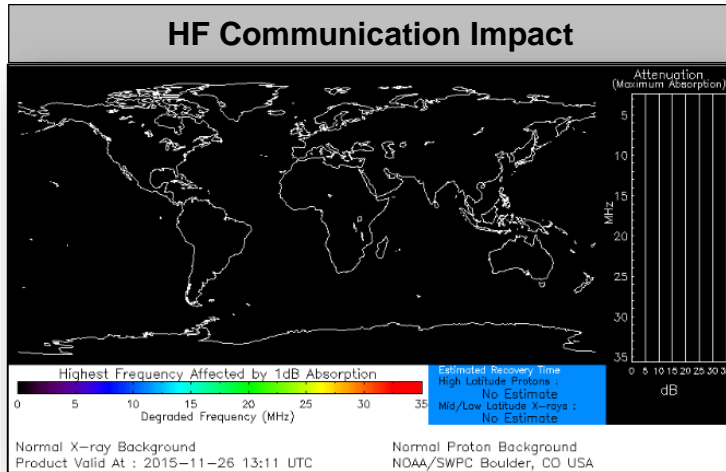 HF Communication Impact
Attenuation
(Maximum Absorption)
5
10
15
20
25
30
35
MHz
0 5 10 15 20 25 30
dB
Highest Frequency Affected by 1dB Absorption
0 5 10 15 20 25 30 35
Degraded Frequency (MHz)
Estimated Recovery Time
High Latitude Protons :
No Estimate
Mid/Low Latitude X-rays :
No Estimate
Normal X-ray Background
Normal Proton Background
Product Valid At : 2015-11-26 13:11 UTC
NOAA/SWPC Boulder, CO USA